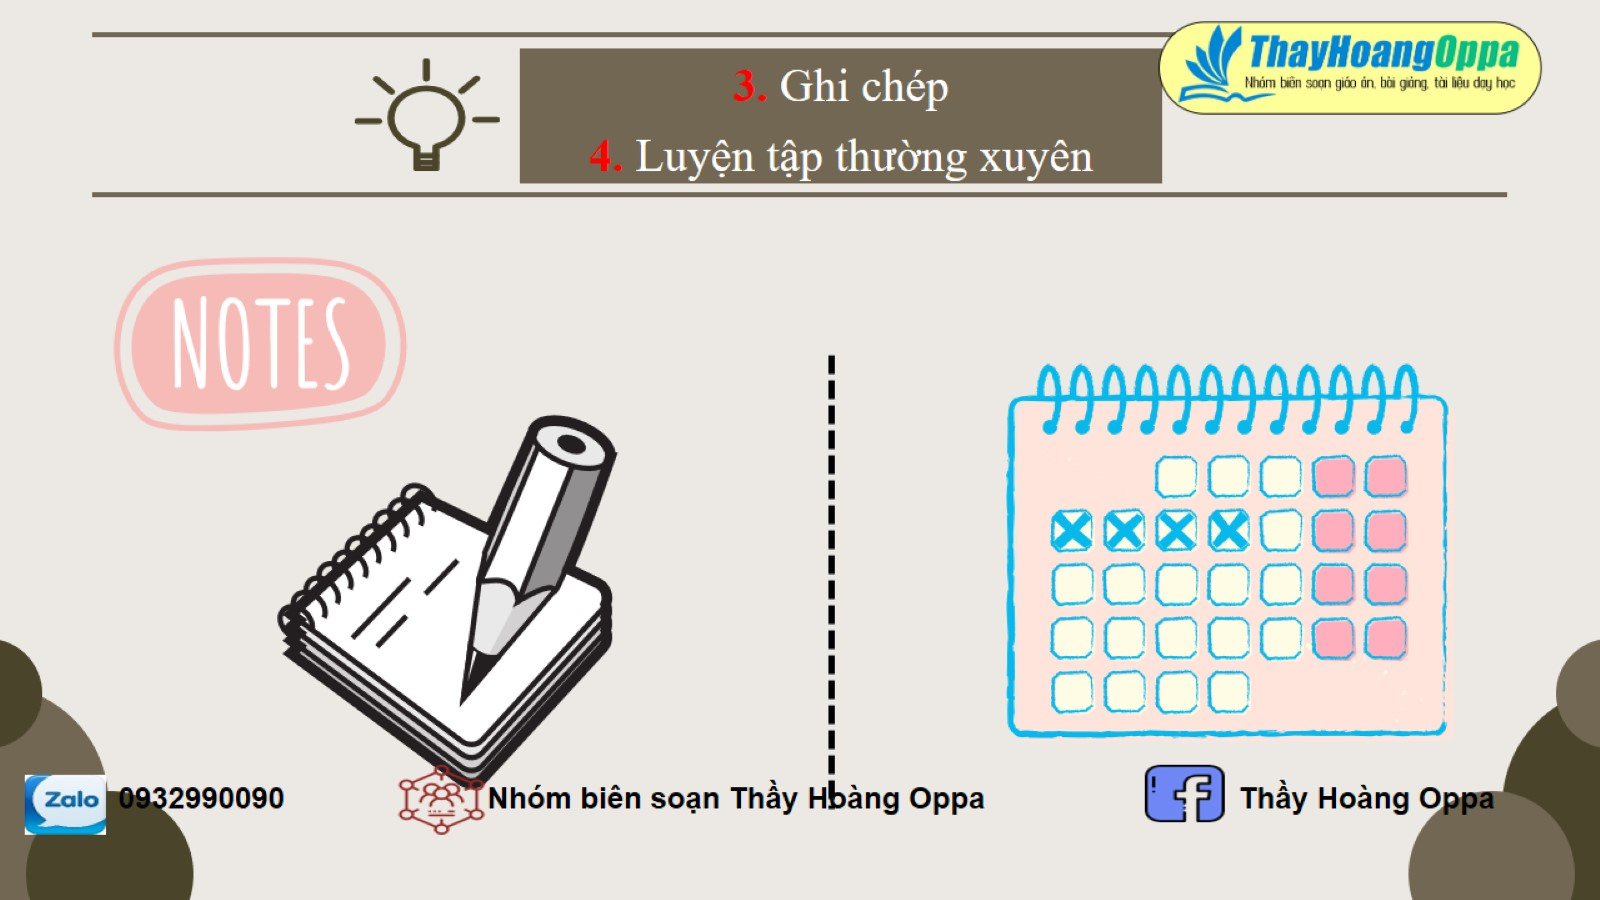 3. Ghi chép
4. Luyện tập thường xuyên
ThayHoangOppa
Nhóm biên soạn giáo án, bài giảng, tài liệu dạy học
NOTES
Zalo 0932990090
Nhóm biên soạn Thầy Hoàng Oppa
Thầy Hoàng Oppa